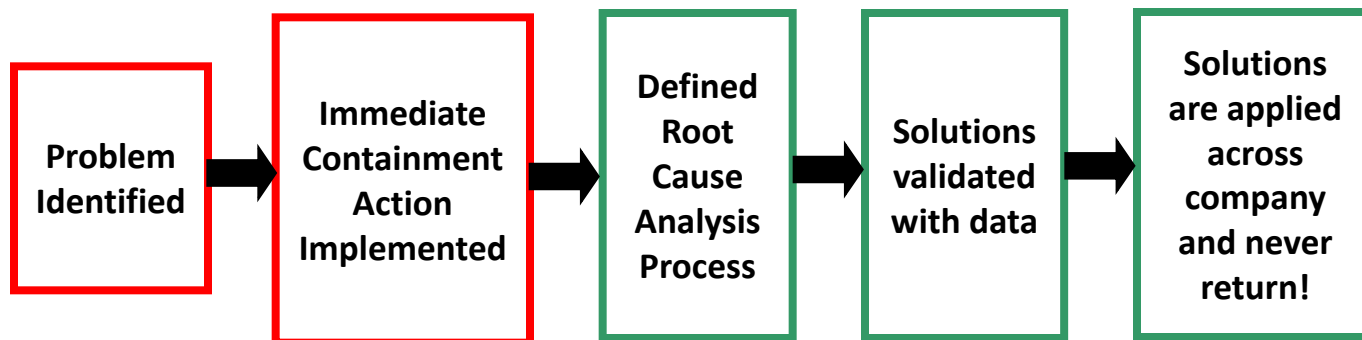 Problem
Identified
Immediate
Containment
Action
Implemented
Defined
Root
Cause
Analysis
Process
Solutions
validated
with data
Solutions
are applied
across
company
and never
return!